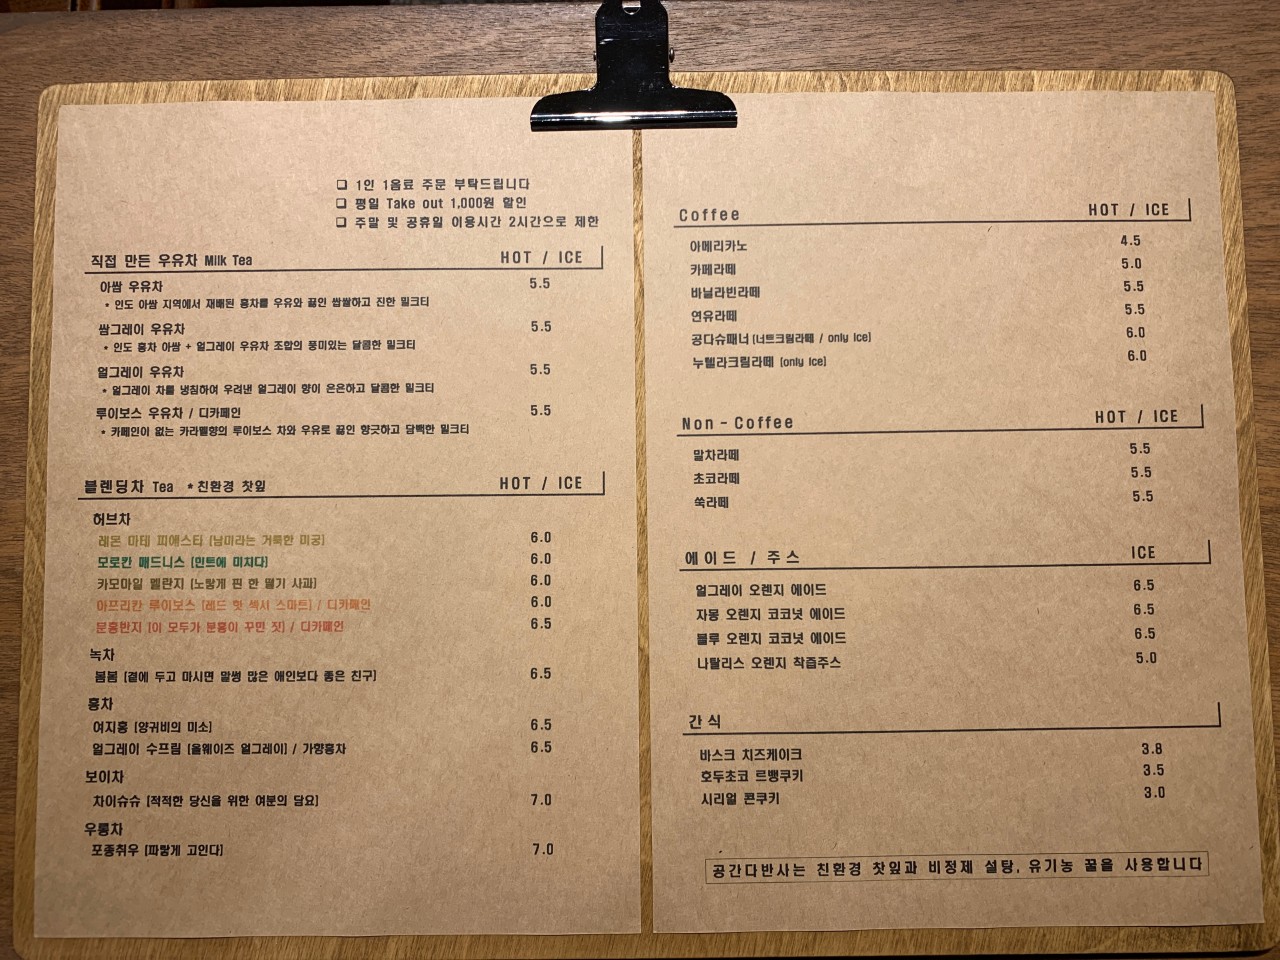 ❏ 1인 1음료 주문 부탁드립니다
❏ 평일 Take out 1,000원 할인
❏ 주말 및 공휴일 이용시간 2시간으로 제한
직접 만든 우유차 Milk Tea HOT / ICE
아쌈 우유차 5.5
* 인도 아쌈 지역에서 재배된 홍차를 우유와 끓인 쌉쌀하고 진한 밀크티
쌈그레이 우유차 5.5
* 인도 홍차 아쌈 + 얼그레이 우유차 조합의 풍미있는 달콤한 밀크티
얼그레이 우유차 5.5
* 얼그레이 차를 냉침하여 우려낸 얼그레이 향이 은은하고 달콤한 밀크티
루이보스 우유차 / 디카페인 5.5
* 카페인이 없는 카라멜향의 루이보스 차와 우유로 끓인 향긋하고 담백한 밀크티
블렌딩차 Tea *친환경 찻잎 HOT / ICE
허브차
레몬 마테 피에스타 [남미라는 거룩한 미궁] 6.0
모로칸 매드니스 [민트에 미치다] 6.0
카모마일 멜란지 [노랗게 핀 한 떨기 사과] 6.0
아프리칸 루이보스 [레드 핫 섹시 스마트] / 디카페인 6.0
분홍반지 [이 모두가 분홍이 꾸민 짓] / 디카페인 6.5
녹차
봄봄 [곁에 두고 마시면 말썽 많은 애인보다 좋은 친구] 6.5
홍차
여지홍 [양귀비의 미소] 6.5
얼그레이 수프림 [올웨이즈 얼그레이] / 가향홍차 6.5
보이차
차이슈슈 [적적한 당신을 위한 여분의 담요] 7.0
우롱차
포종취우 [파랗게 고인다] 7.0
Coffee HOT / ICE
아메리카노 4.5
카페라떼 5.0
바닐라빈라떼 5.5
연유라떼 5.5
공다슈패너 [너트크림라떼 / only Ice] 6.0
누텔라크림라떼 [only Ice] 6.0
Non - Coffee HOT / ICE
말차라떼 5.5
초코라떼 5.5
쑥라떼 5.5
에이드 / 주스 ICE
얼그레이 오렌지 에이드 6.5
자몽 오렌지 코코넛 에이드 6.5
블루 오렌지 코코넛 에이드 6.5
나탈리스 오렌지 착즙주스 5.0
간식
바스크 치즈케이크 3.8
호두초코 르뱅쿠키 3.5
시리얼 콘쿠키 3.0
공간다반사는 친환경 찻잎과 비정제 설탕, 유기농 꿀을 사용합니다